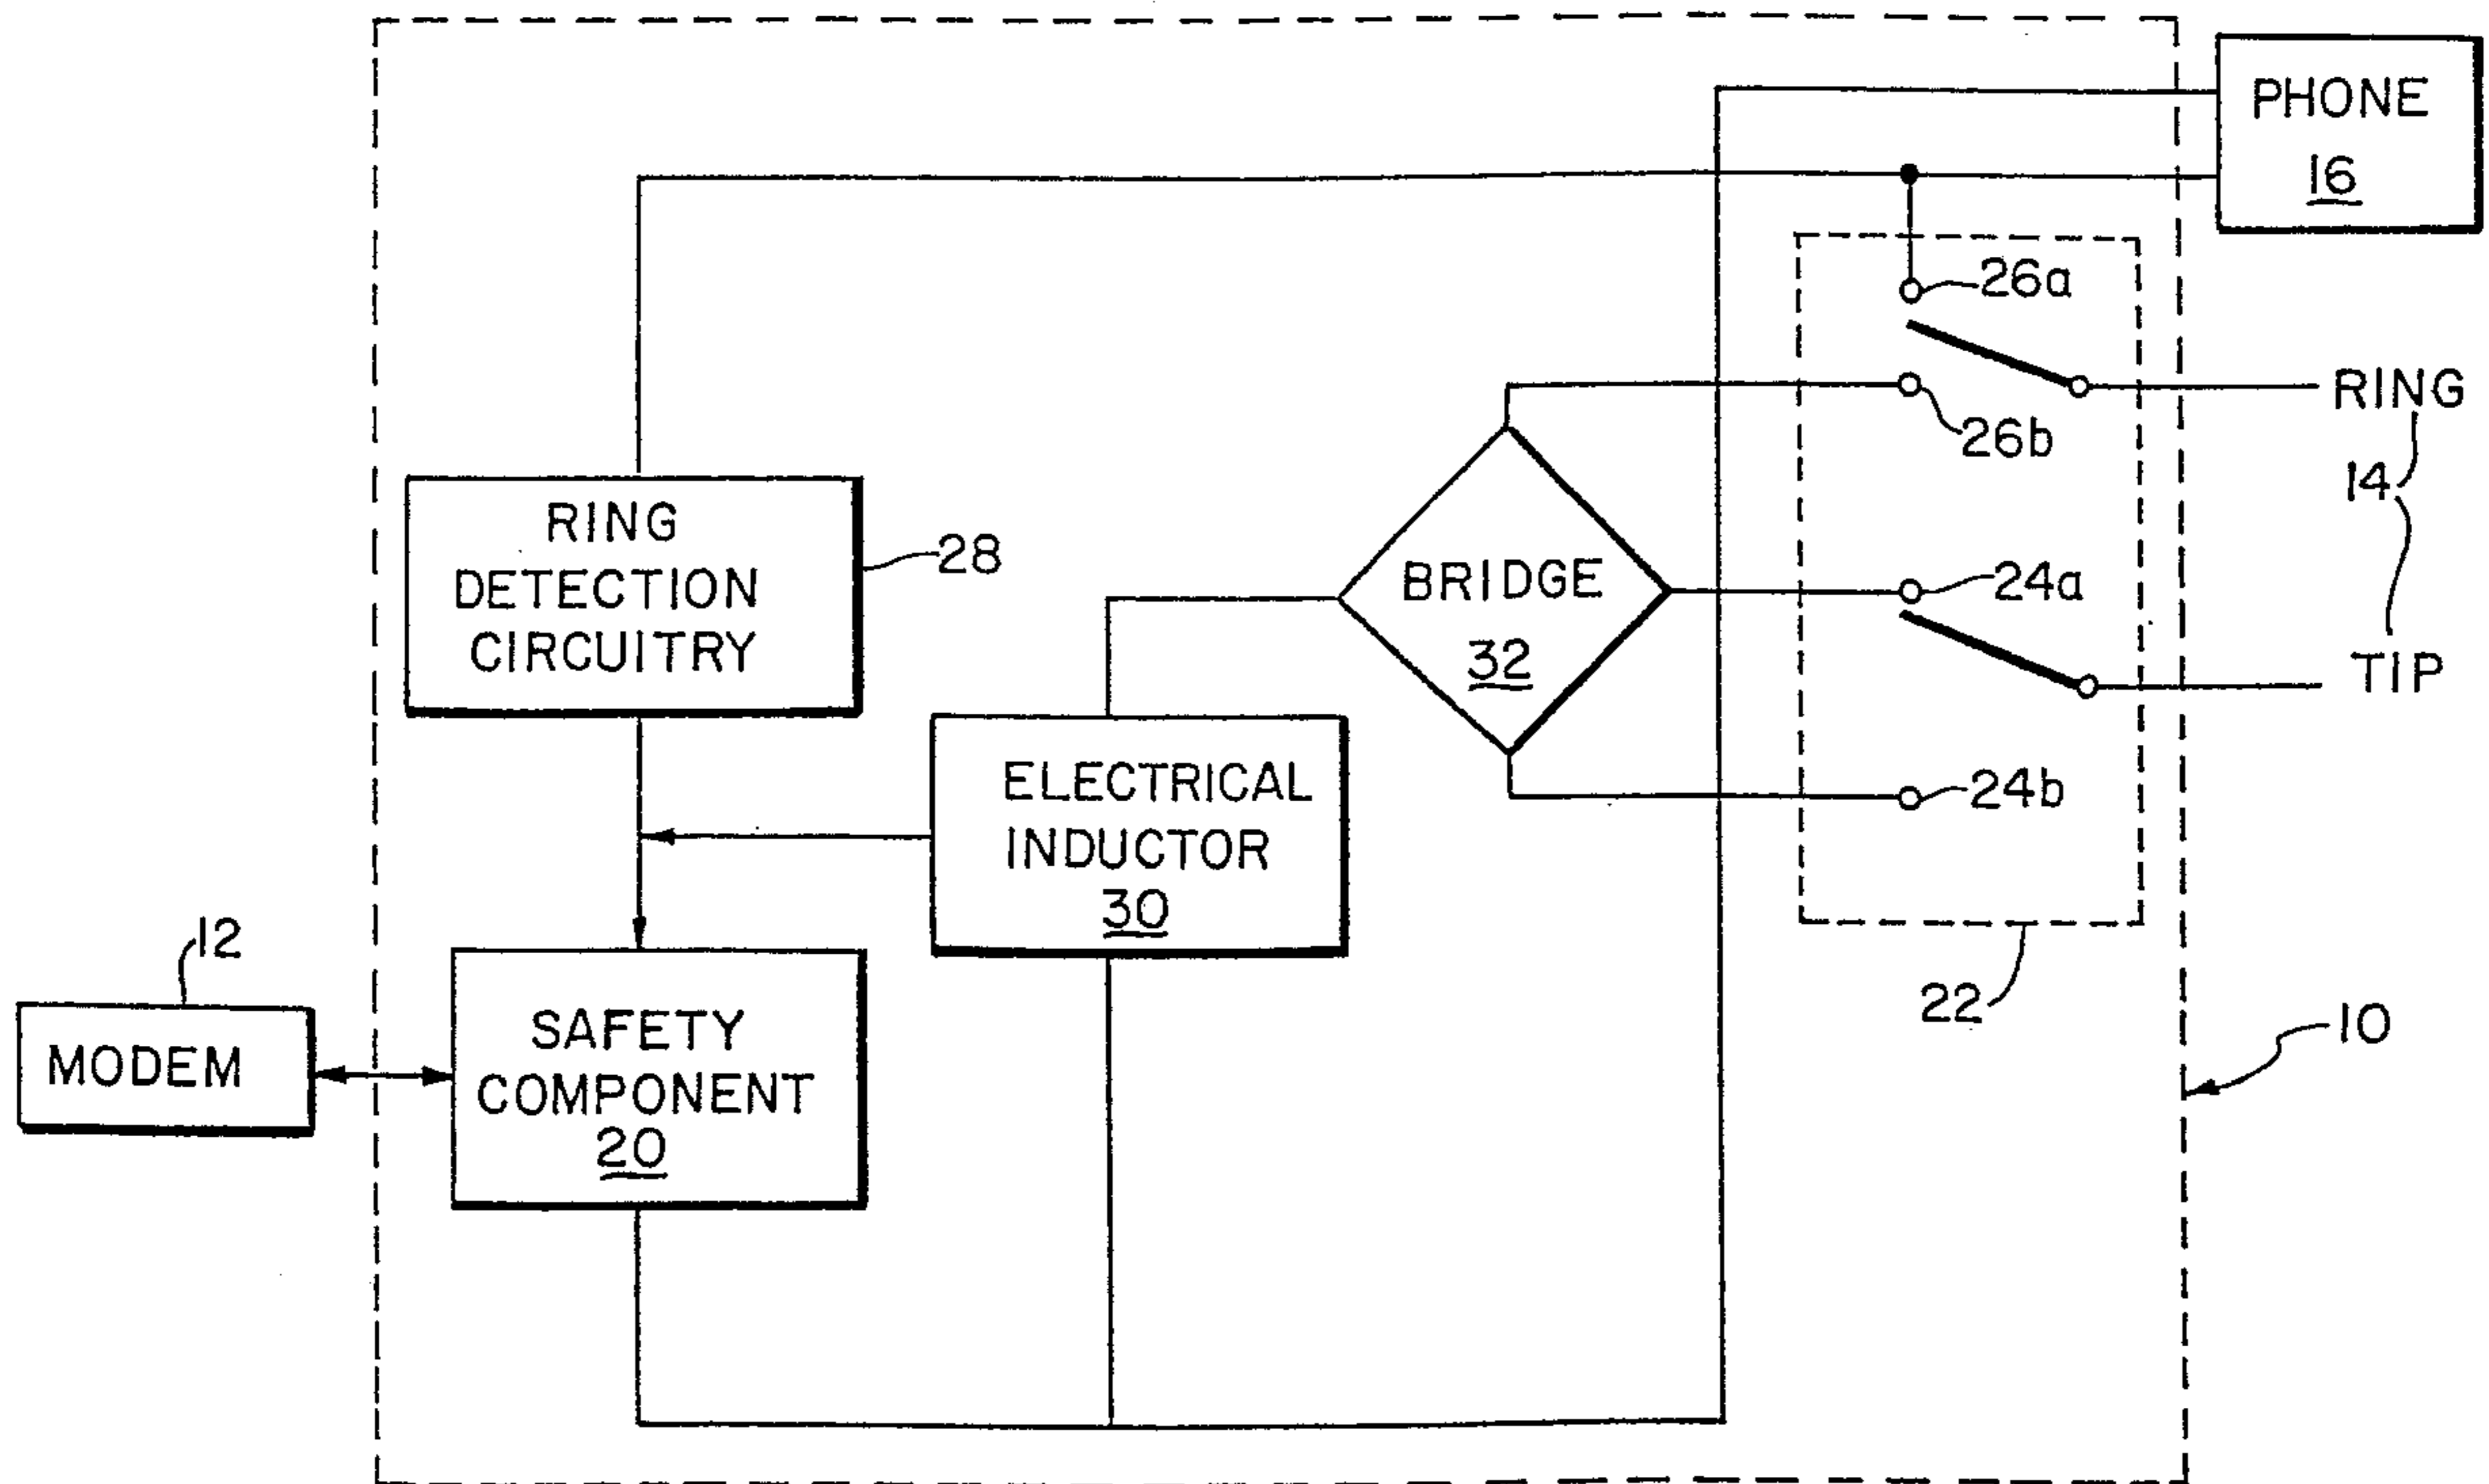 PHONE
16
26a
RING
26b
14
RING
DETECTION
CIRCUITRY
28
BRIDGE
32
24a
TIP
ELECTRICAL
INDUCTOR
30
24b
12
MODEM
SAFETY
COMPONENT
20
22
10